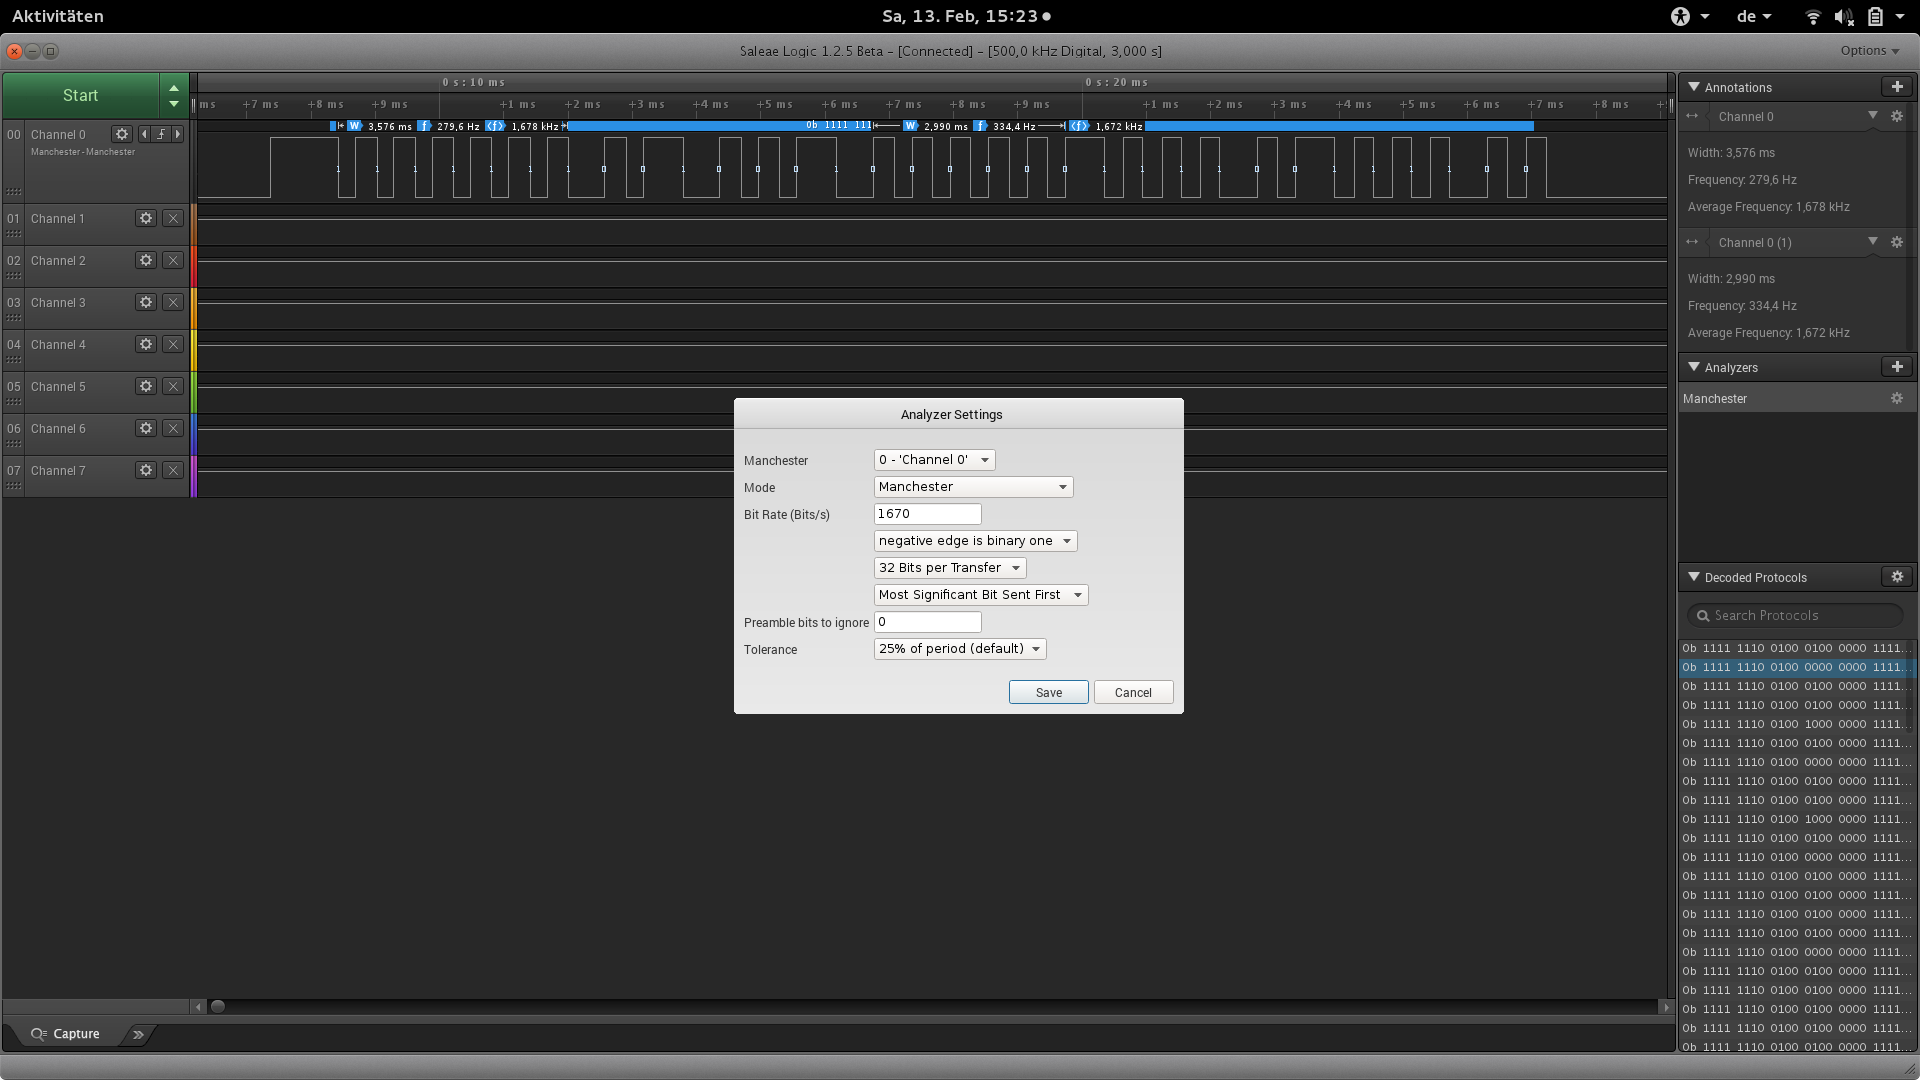 Aktivitäten
Sa, 13. Feb, 15:23
de
Saleae Logic 1.2.5 Beta - [Connected] - [500,0 kHz Digital, 3,000 s]
Options
Start
0 s : 10 ms
0 s : 20 ms
ms +7 ms +8 ms +9 ms +1 ms +2 ms +3 ms +4 ms +5 ms +6 ms +7 ms +8 ms +9 ms +1 ms +2 ms +3 ms +4 ms +5 ms +6 ms +7 ms +8 ms
W 3,576 ms f 279,6 Hz ⟨f⟩ 1,678 kHz 0b 1111 111 W 2,990 ms f 334,4 Hz ⟨f⟩ 1,672 kHz
00 Channel 0
Manchester - Manchester
1 1 1 1 1 1 1 0 0 1 0 0 0 1 0 0 0 0 0 0 1 1 1 1 0 0 1 1 1 1 0 0
01 Channel 1
02 Channel 2
03 Channel 3
04 Channel 4
05 Channel 5
06 Channel 6
07 Channel 7
Analyzer Settings
Manchester 0 - 'Channel 0'
Mode Manchester
Bit Rate (Bits/s) 1670
negative edge is binary one
32 Bits per Transfer
Most Significant Bit Sent First
Preamble bits to ignore 0
Tolerance 25% of period (default)
Save Cancel
Annotations
Channel 0
Width: 3,576 ms
Frequency: 279,6 Hz
Average Frequency: 1,678 kHz
Channel 0 (1)
Width: 2,990 ms
Frequency: 334,4 Hz
Average Frequency: 1,672 kHz
Analyzers
Manchester
Decoded Protocols
Search Protocols
0b 1111 1110 0100 0100 0000 1111...
0b 1111 1110 0100 0000 0000 1111...
0b 1111 1110 0100 0100 0000 1111...
0b 1111 1110 0100 0100 0000 1111...
0b 1111 1110 0100 1000 0000 1111...
0b 1111 1110 0100 0100 0000 1111...
0b 1111 1110 0100 0000 0000 1111...
0b 1111 1110 0100 0100 0000 1111...
0b 1111 1110 0100 0100 0000 1111...
0b 1111 1110 0100 1000 0000 1111...
0b 1111 1110 0100 0100 0000 1111...
0b 1111 1110 0100 0000 0000 1111...
0b 1111 1110 0100 0100 0000 1111...
0b 1111 1110 0100 0100 0000 1111...
0b 1111 1110 0100 0100 0000 1111...
0b 1111 1110 0100 0100 0000 1111...
0b 1111 1110 0100 0000 0000 1111...
0b 1111 1110 0100 0100 0000 1111...
0b 1111 1110 0100 0100 0000 1111...
0b 1111 1110 0100 0100 0000 1111...
0b 1111 1110 0100 0100 0000 1111...
0b 1111 1110 0100 0100 0000 1111...
Capture